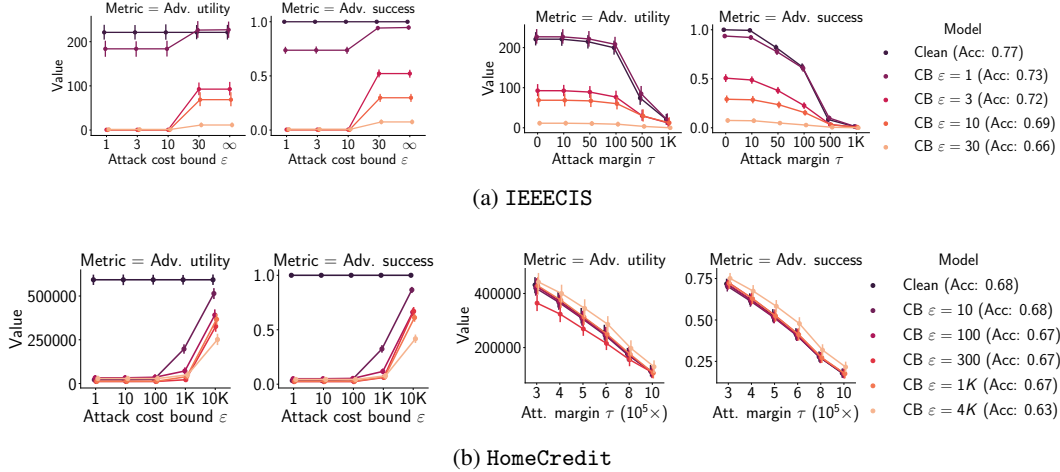 Metric = Adv. utility
Metric = Adv. success
Value
200
100
0
1 3 10 30 ∞
Attack cost bound ε
1.0
0.5
0.0
1 3 10 30 ∞
Attack cost bound ε
Metric = Adv. utility
Metric = Adv. success
Value
200
100
0
0 10 50 100 500 1K
Attack margin τ
1.0
0.75
0.50
0.25
0.0
0 10 50 100 500 1K
Attack margin τ
Model
Clean (Acc: 0.77)
CB ε = 1 (Acc: 0.73)
CB ε = 3 (Acc: 0.72)
CB ε = 10 (Acc: 0.69)
CB ε = 30 (Acc: 0.66)
(a) IEEECIS
Metric = Adv. utility
Metric = Adv. success
Value
500000
250000
0
1 10 100 1K 10K
Attack cost bound ε
1.0
0.5
0.0
1 10 100 1K 10K
Attack cost bound ε
Metric = Adv. utility
Metric = Adv. success
Value
400000
200000
3 4 5 6 8 10
Att. margin τ (10⁵×)
0.75
0.50
0.25
3 4 5 6 8 10
Att. margin τ (10⁵×)
Model
Clean (Acc: 0.68)
CB ε = 10 (Acc: 0.68)
CB ε = 100 (Acc: 0.67)
CB ε = 300 (Acc: 0.67)
CB ε = 1K (Acc: 0.67)
CB ε = 4K (Acc: 0.63)
(b) HomeCredit